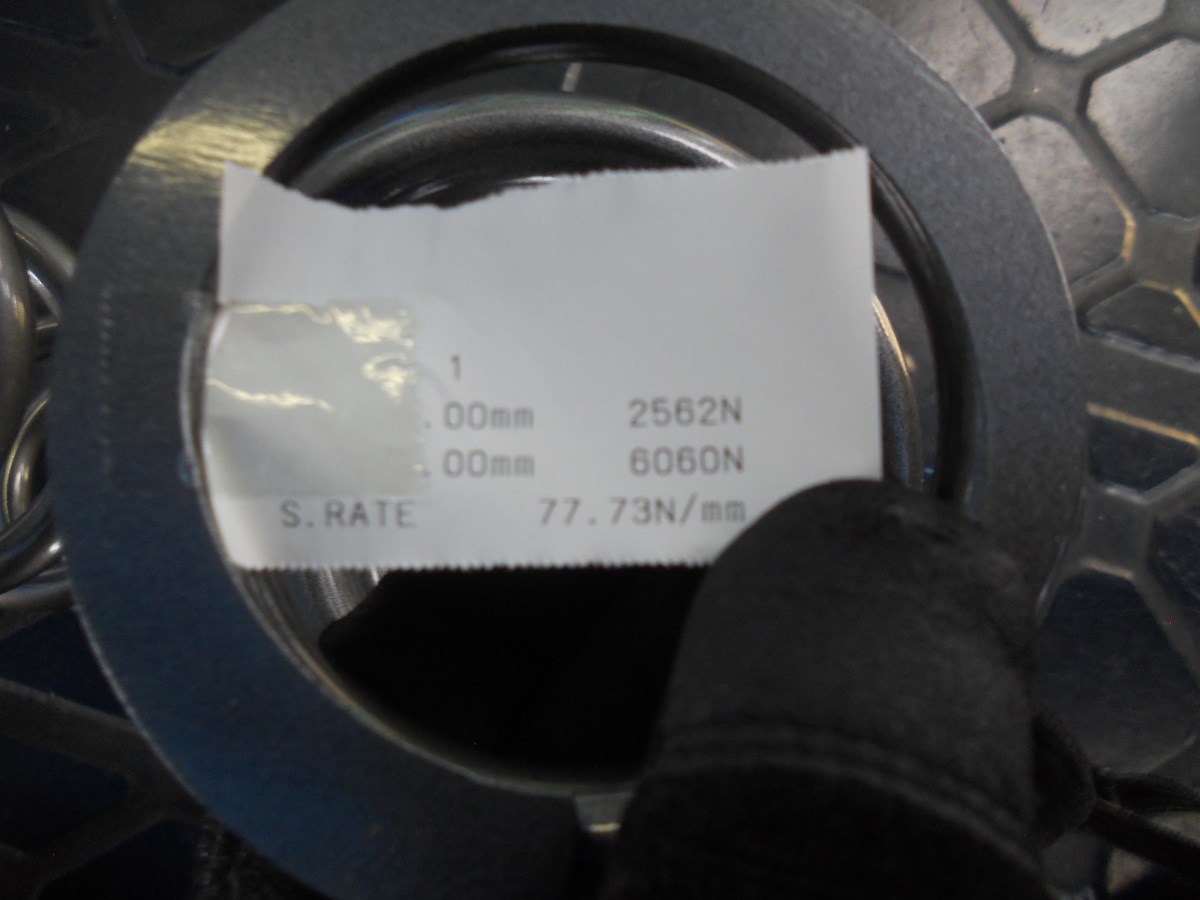 1
.00mm 2562N
.00mm 6060N
S.RATE 77.73N/mm